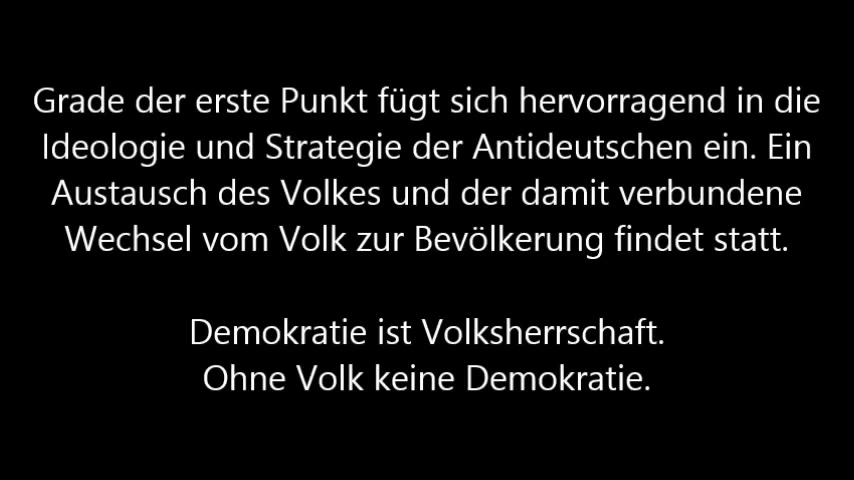 Grade der erste Punkt fügt sich hervorragend in die
Ideologie und Strategie der Antideutschen ein. Ein
Austausch des Volkes und der damit verbundene
Wechsel vom Volk zur Bevölkerung findet statt.
Demokratie ist Volksherrschaft.
Ohne Volk keine Demokratie.